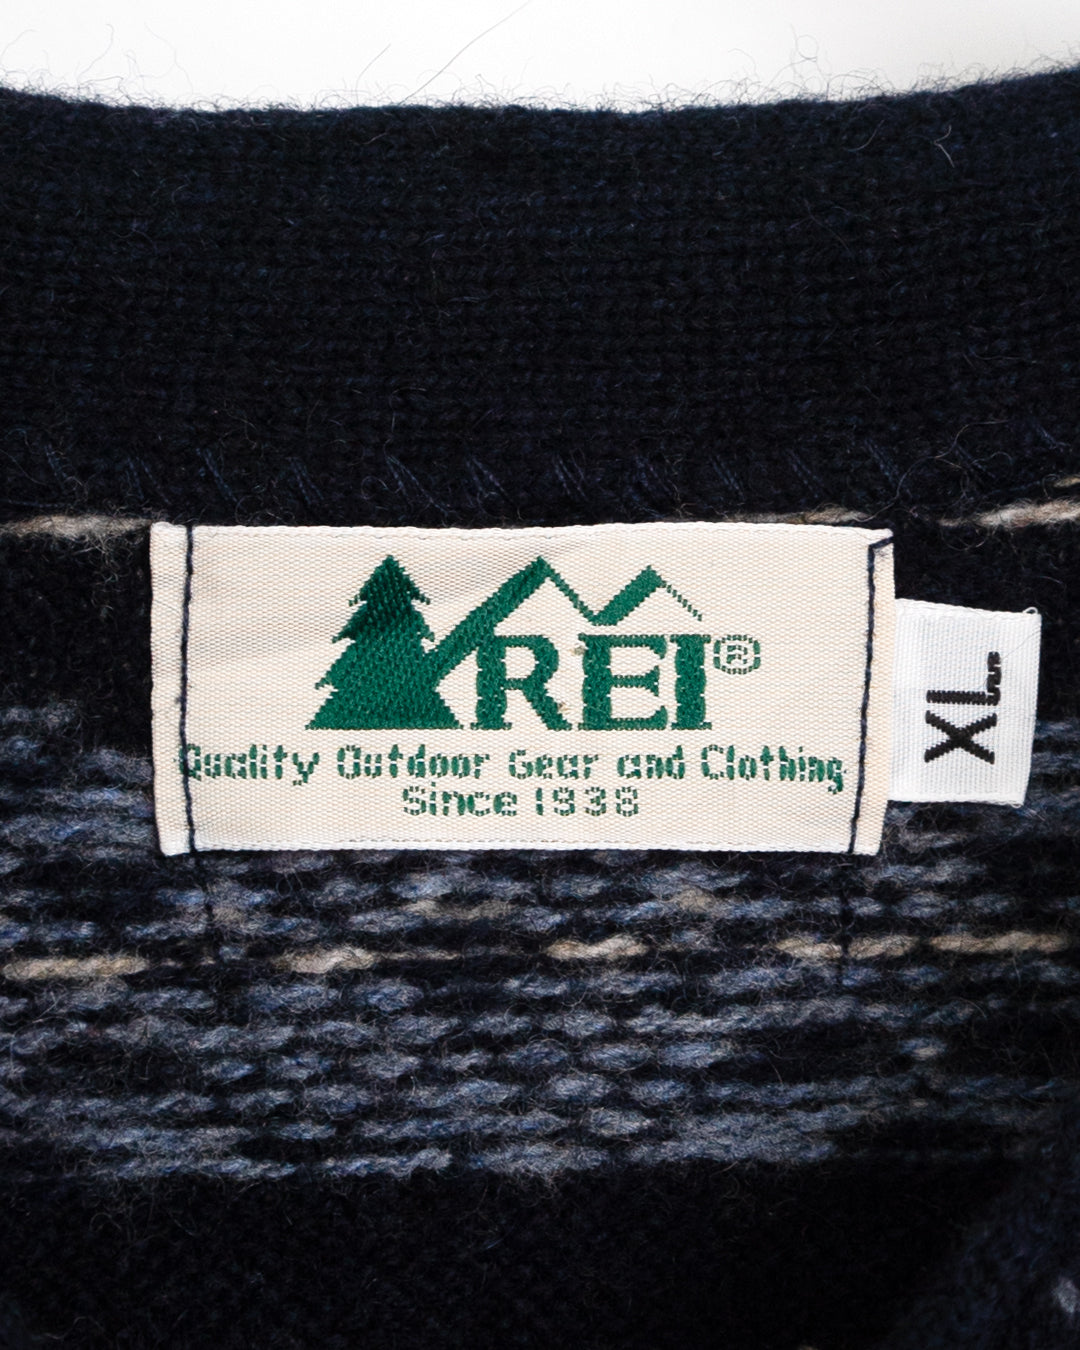 REI®
Quality Outdoor Gear and Clothing
Since 1938
XL